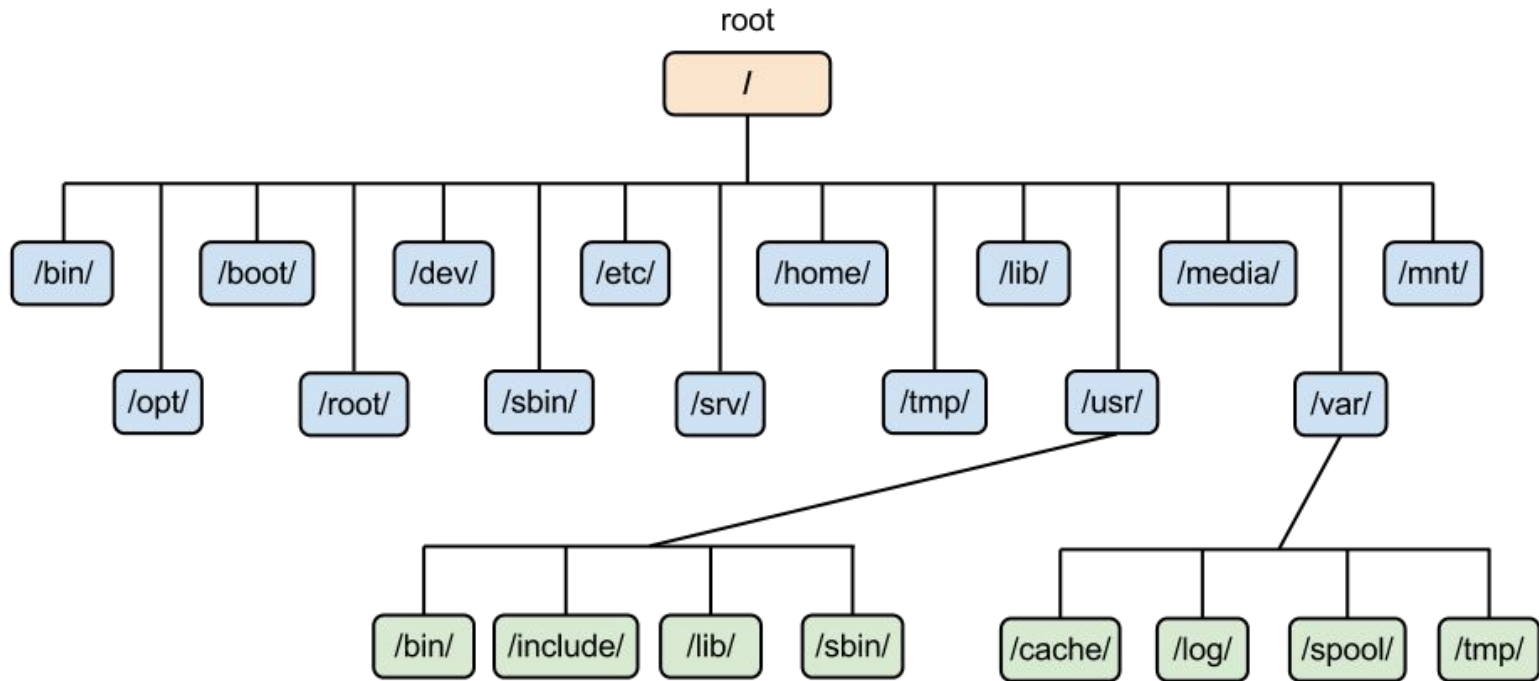 root
/
/bin/
/boot/
/dev/
/etc/
/home/
/lib/
/media/
/mnt/
/opt/
/root/
/sbin/
/srv/
/tmp/
/usr/
/var/
/bin/
/include/
/lib/
/sbin/
/cache/
/log/
/spool/
/tmp/